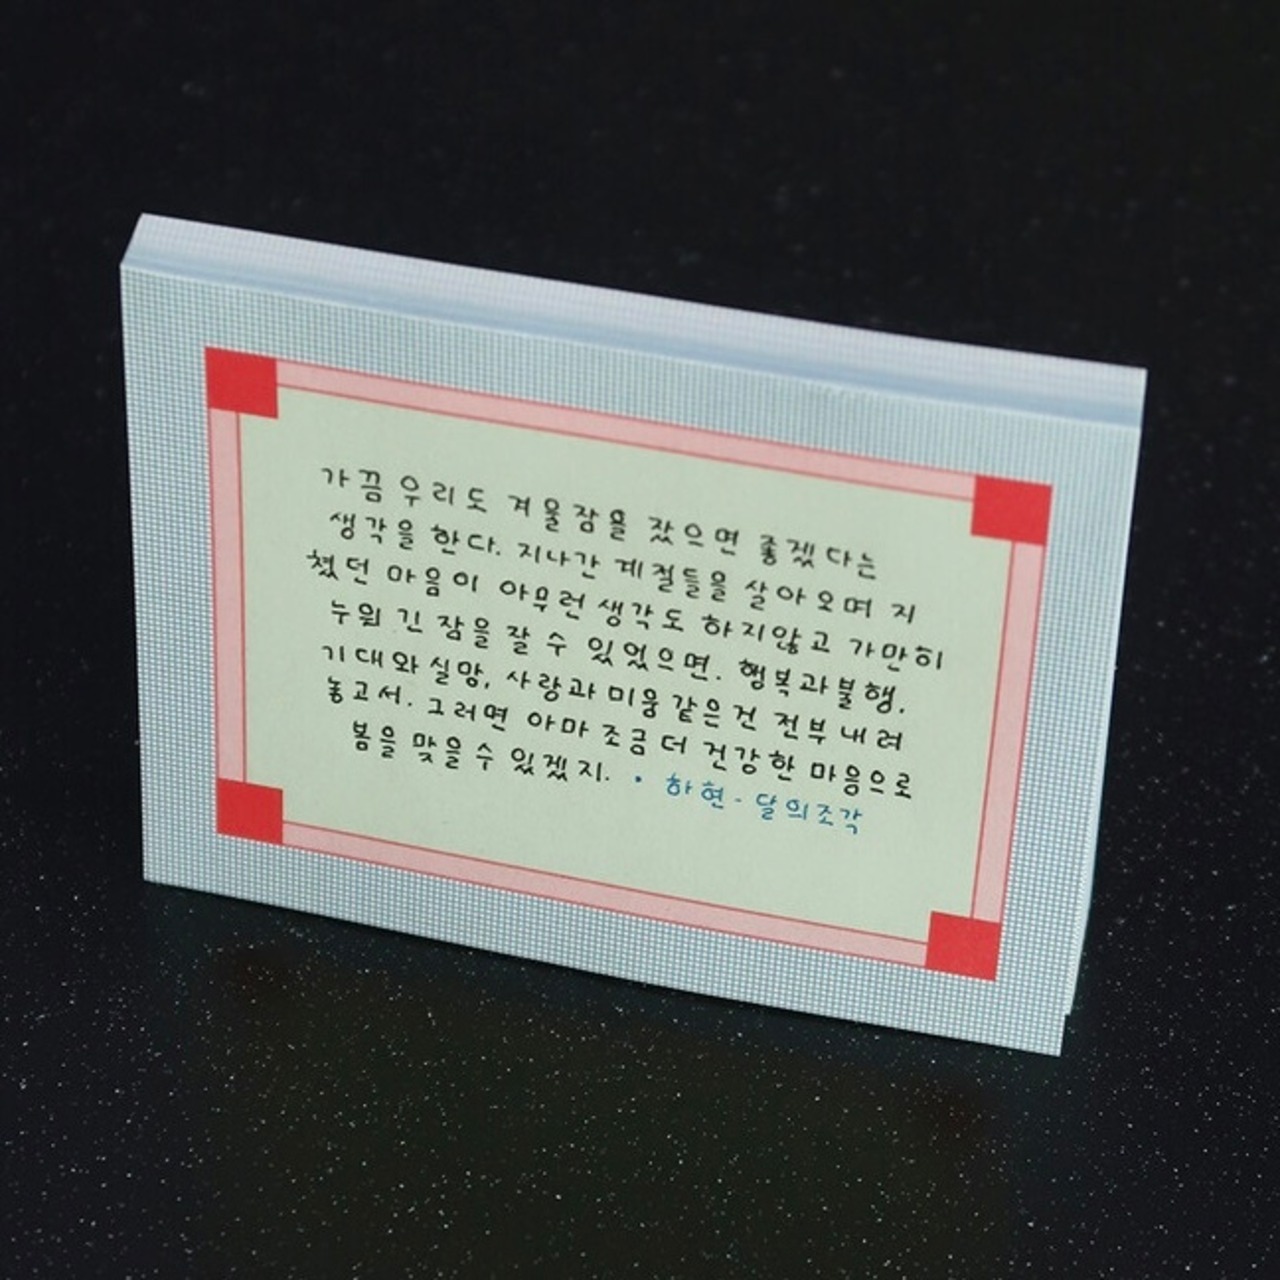 가끔 우리도 겨울잠을 잤으면 좋겠다는
생각을 한다. 지나간 계절들을 살아오며 지
쳤던 마음이 아무런 생각도 하지않고 가만히
누워 긴 잠을 잘 수 있었으면. 행복과불행,
기대와 실망, 사랑과 미움 같은건 전부 내려
놓고서. 그러면 아마 조금 더 건강한 마음으로
봄을 맞을수 있겠지. • 하현 - 달의조각